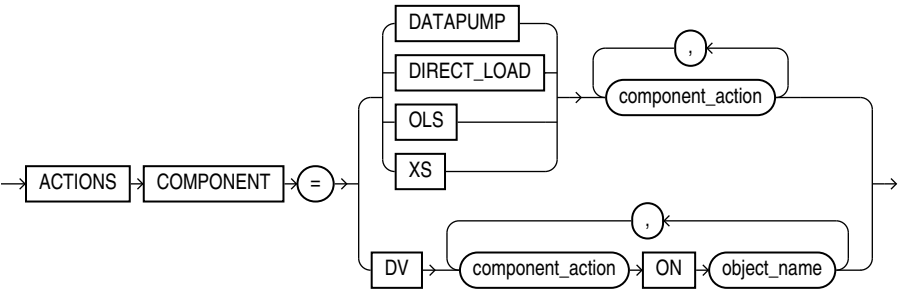 DATAPUMP
DIRECT_LOAD
OLS
XS
,
component_action
ACTIONS COMPONENT =
,
DV component_action ON object_name